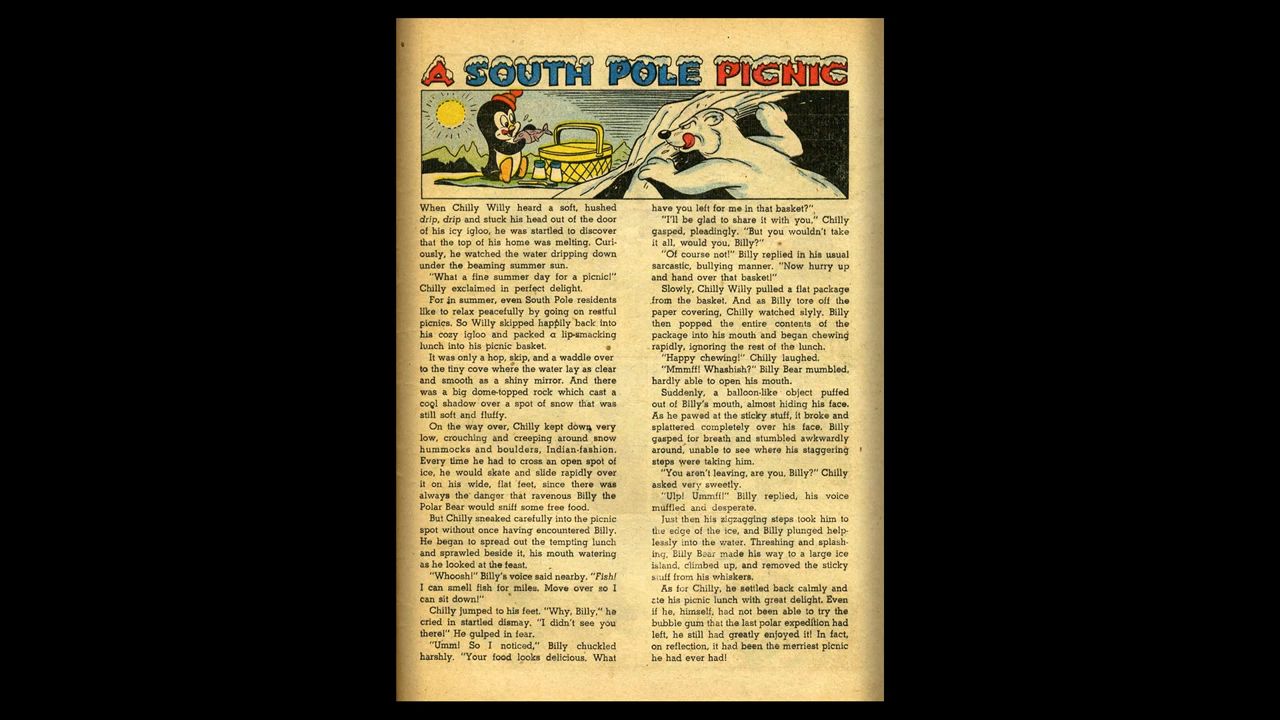 A SOUTH POLE PICNIC
When Chilly Willy heard a soft, hushed
drip, drip and stuck his head out of the door
of his icy igloo, he was startled to discover
that the top of his home was melting. Curi-
ously, he watched the water dripping down
under the beaming summer sun.
"What a fine summer day for a picnic!"
Chilly exclaimed in perfect delight.
For in summer, even South Pole residents
like to relax peacefully by going on restful
picnics. So Willy skipped happily back into
his cozy igloo and packed a lip-smacking
lunch into his picnic basket.
It was only a hop, skip, and a waddle over
to the tiny cove where the water lay as clear
and smooth as a shiny mirror. And there
was a big dome-topped rock which cast a
cool shadow over a spot of snow that was
still soft and fluffy.
On the way over, Chilly kept down very
low, crouching and creeping around snow
hummocks and boulders, Indian-fashion.
Every time he had to cross an open spot of
ice, he would skate and slide rapidly over
it on his wide, flat feet, since there was
always the danger that ravenous Billy the
Polar Bear would sniff some free food.
But Chilly sneaked carefully into the picnic
spot without once having encountered Billy.
He began to spread out the tempting lunch
and sprawled beside it, his mouth watering
as he looked at the feast.
"Whoosh!" Billy's voice said nearby. "Fish!
I can smell fish for miles. Move over so I
can sit down!"
Chilly jumped to his feet. "Why, Billy," he
cried in startled dismay. "I didn't see you
there!" He gulped in fear.
"Umm! So I noticed," Billy chuckled
harshly. "Your food looks delicious. What
have you left for me in that basket?"
"I'll be glad to share it with you," Chilly
gasped, pleadingly. "But you wouldn't take
it all, would you, Billy?"
"Of course not!" Billy replied in his usual
sarcastic, bullying manner. "Now hurry up
and hand over that basket!"
Slowly, Chilly Willy pulled a flat package
from the basket. And as Billy tore off the
paper covering, Chilly watched slyly. Billy
then popped the entire contents of the
package into his mouth and began chewing
rapidly, ignoring the rest of the lunch.
"Happy chewing!" Chilly laughed.
"Mmmff! Whashish?" Billy Bear mumbled,
hardly able to open his mouth.
Suddenly, a balloon-like object puffed
out of Billy's mouth, almost hiding his face.
As he pawed at the sticky stuff, it broke and
splattered completely over his face. Billy
gasped for breath and stumbled awkwardly
around, unable to see where his staggering
steps were taking him.
"You aren't leaving, are you, Billy?" Chilly
asked very sweetly.
"Ulp! Ummff!" Billy replied, his voice
muffled and desperate.
Just then his zigzagging steps took him to
the edge of the ice, and Billy plunged help-
lessly into the water. Threshing and splash-
ing, Billy Bear made his way to a large ice
island, climbed up, and removed the sticky
stuff from his whiskers.
As for Chilly, he settled back calmly and
ate his picnic lunch with great delight. Even
if he, himself, had not been able to try the
bubble gum that the last polar expedition had
left, he still had greatly enjoyed it! In fact,
on reflection, it had been the merriest picnic
he had ever had!